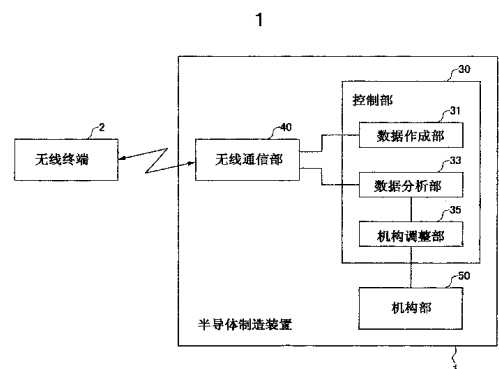 1
30
控制部
31
数据作成部
2
无线终端
40
无线通信部
33
数据分析部
35
机构调整部
50
机构部
半导体制造装置
1